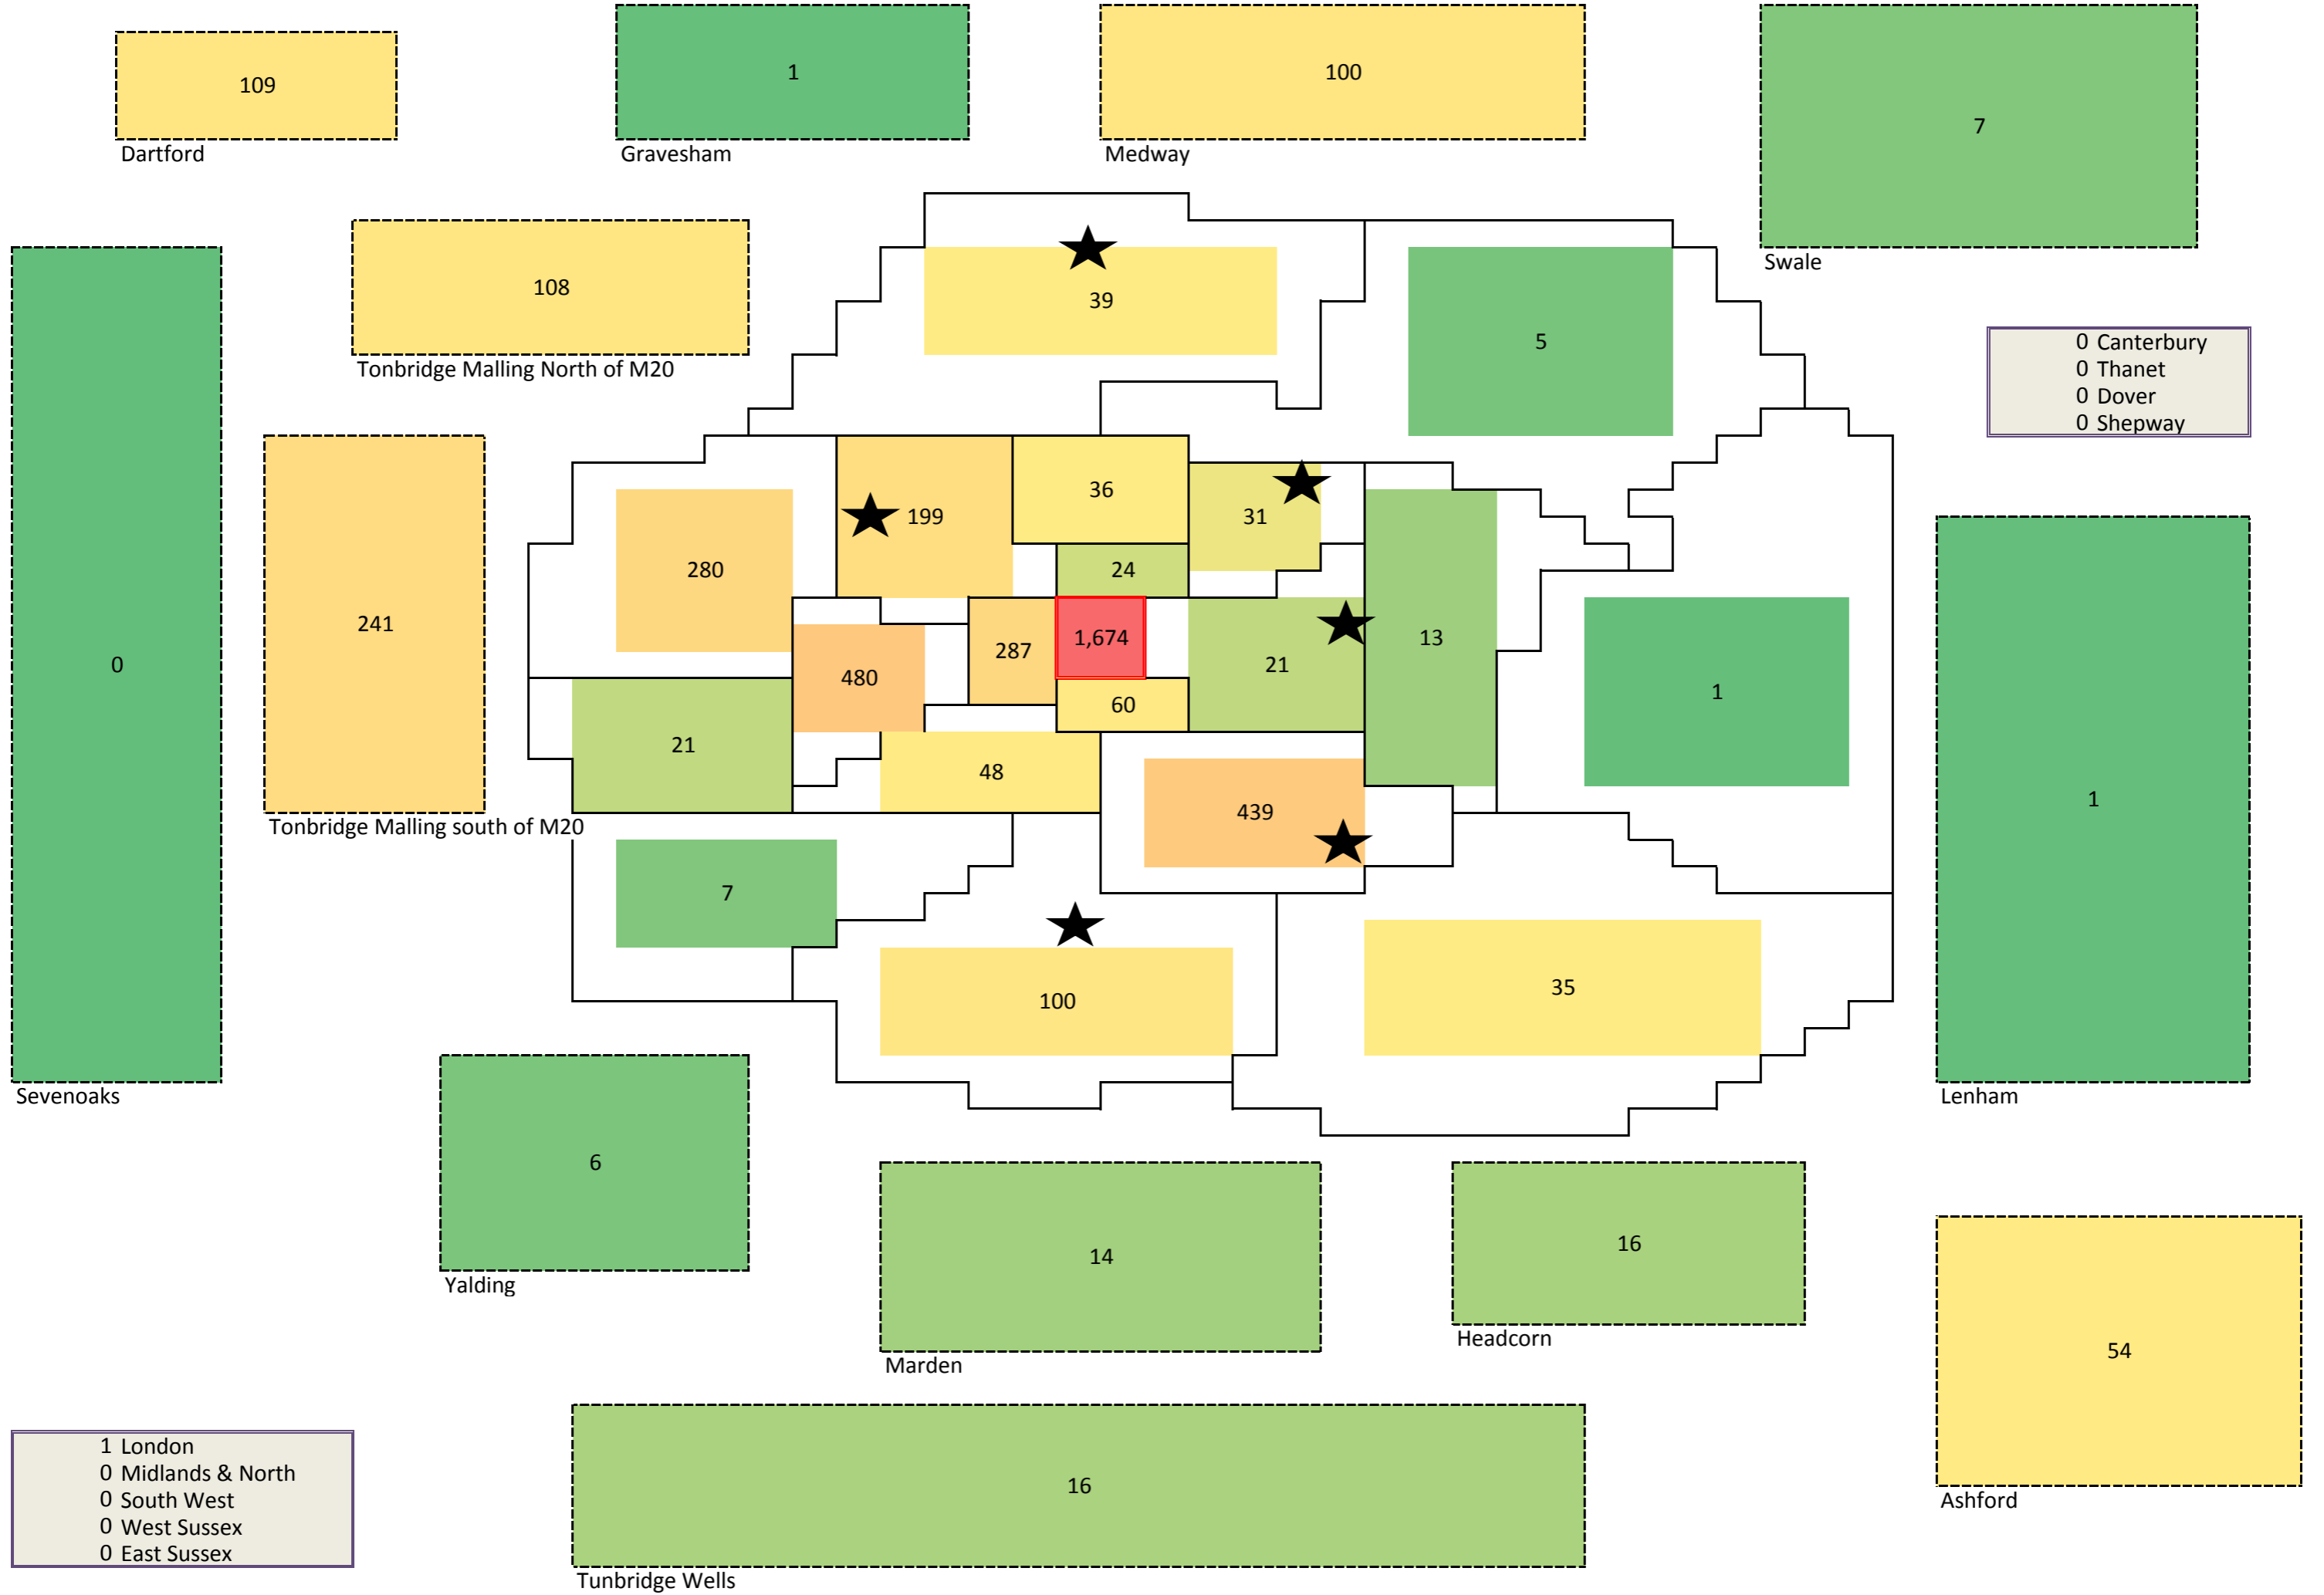 109
Dartford
1
Gravesham
100
Medway
7
Swale
108
Tonbridge Malling North of M20
39
5
0 Canterbury
0 Thanet
0 Dover
0 Shepway
0
Sevenoaks
241
Tonbridge Malling south of M20
280
199
36
31
24
480
287
1,674
21
13
1
60
21
48
439
7
100
35
1
Lenham
6
Yalding
14
Marden
16
Headcorn
54
Ashford
1 London
0 Midlands & North
0 South West
0 West Sussex
0 East Sussex
16
Tunbridge Wells